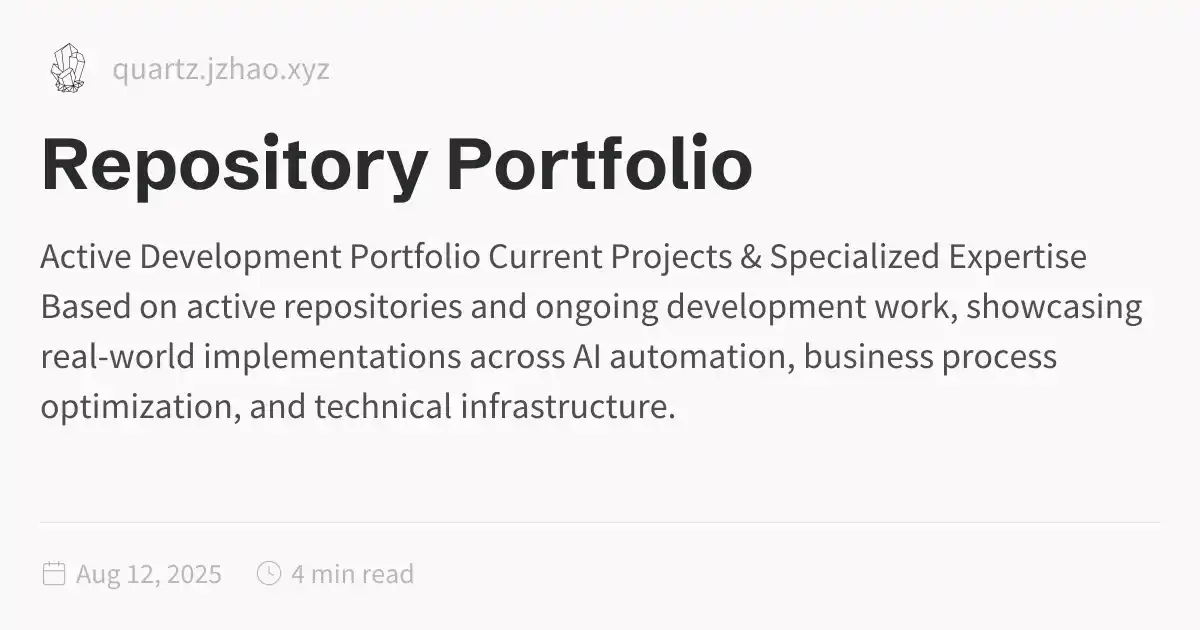 quartz.jzhao.xyz
Repository Portfolio
Active Development Portfolio Current Projects & Specialized Expertise
Based on active repositories and ongoing development work, showcasing
real-world implementations across AI automation, business process
optimization, and technical infrastructure.
Aug 12, 2025 4 min read